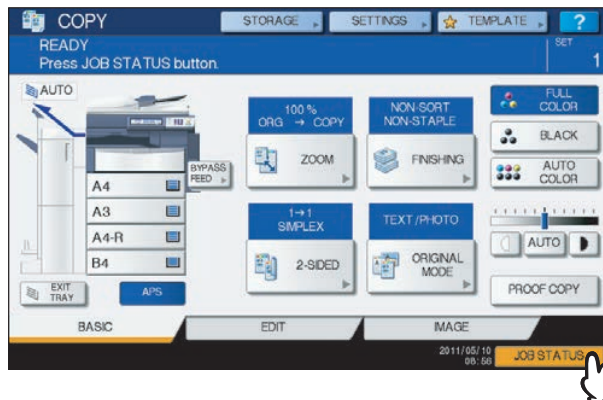 COPY
STORAGE
SETTINGS
TEMPLATE
?
READY
Press JOB STATUS button.
SET
1
AUTO
A4
A3
A4-R
B4
BYPASS
FEED
EXIT
TRAY
APS
100 %
ORG → COPY
ZOOM
NON-SORT
NON-STAPLE
FINISHING
1→1
SIMPLEX
2-SIDED
TEXT/PHOTO
ORIGINAL
MODE
FULL
COLOR
BLACK
AUTO
COLOR
AUTO
PROOF COPY
BASIC
EDIT
IMAGE
2011/05/10
08:56
JOB STATUS